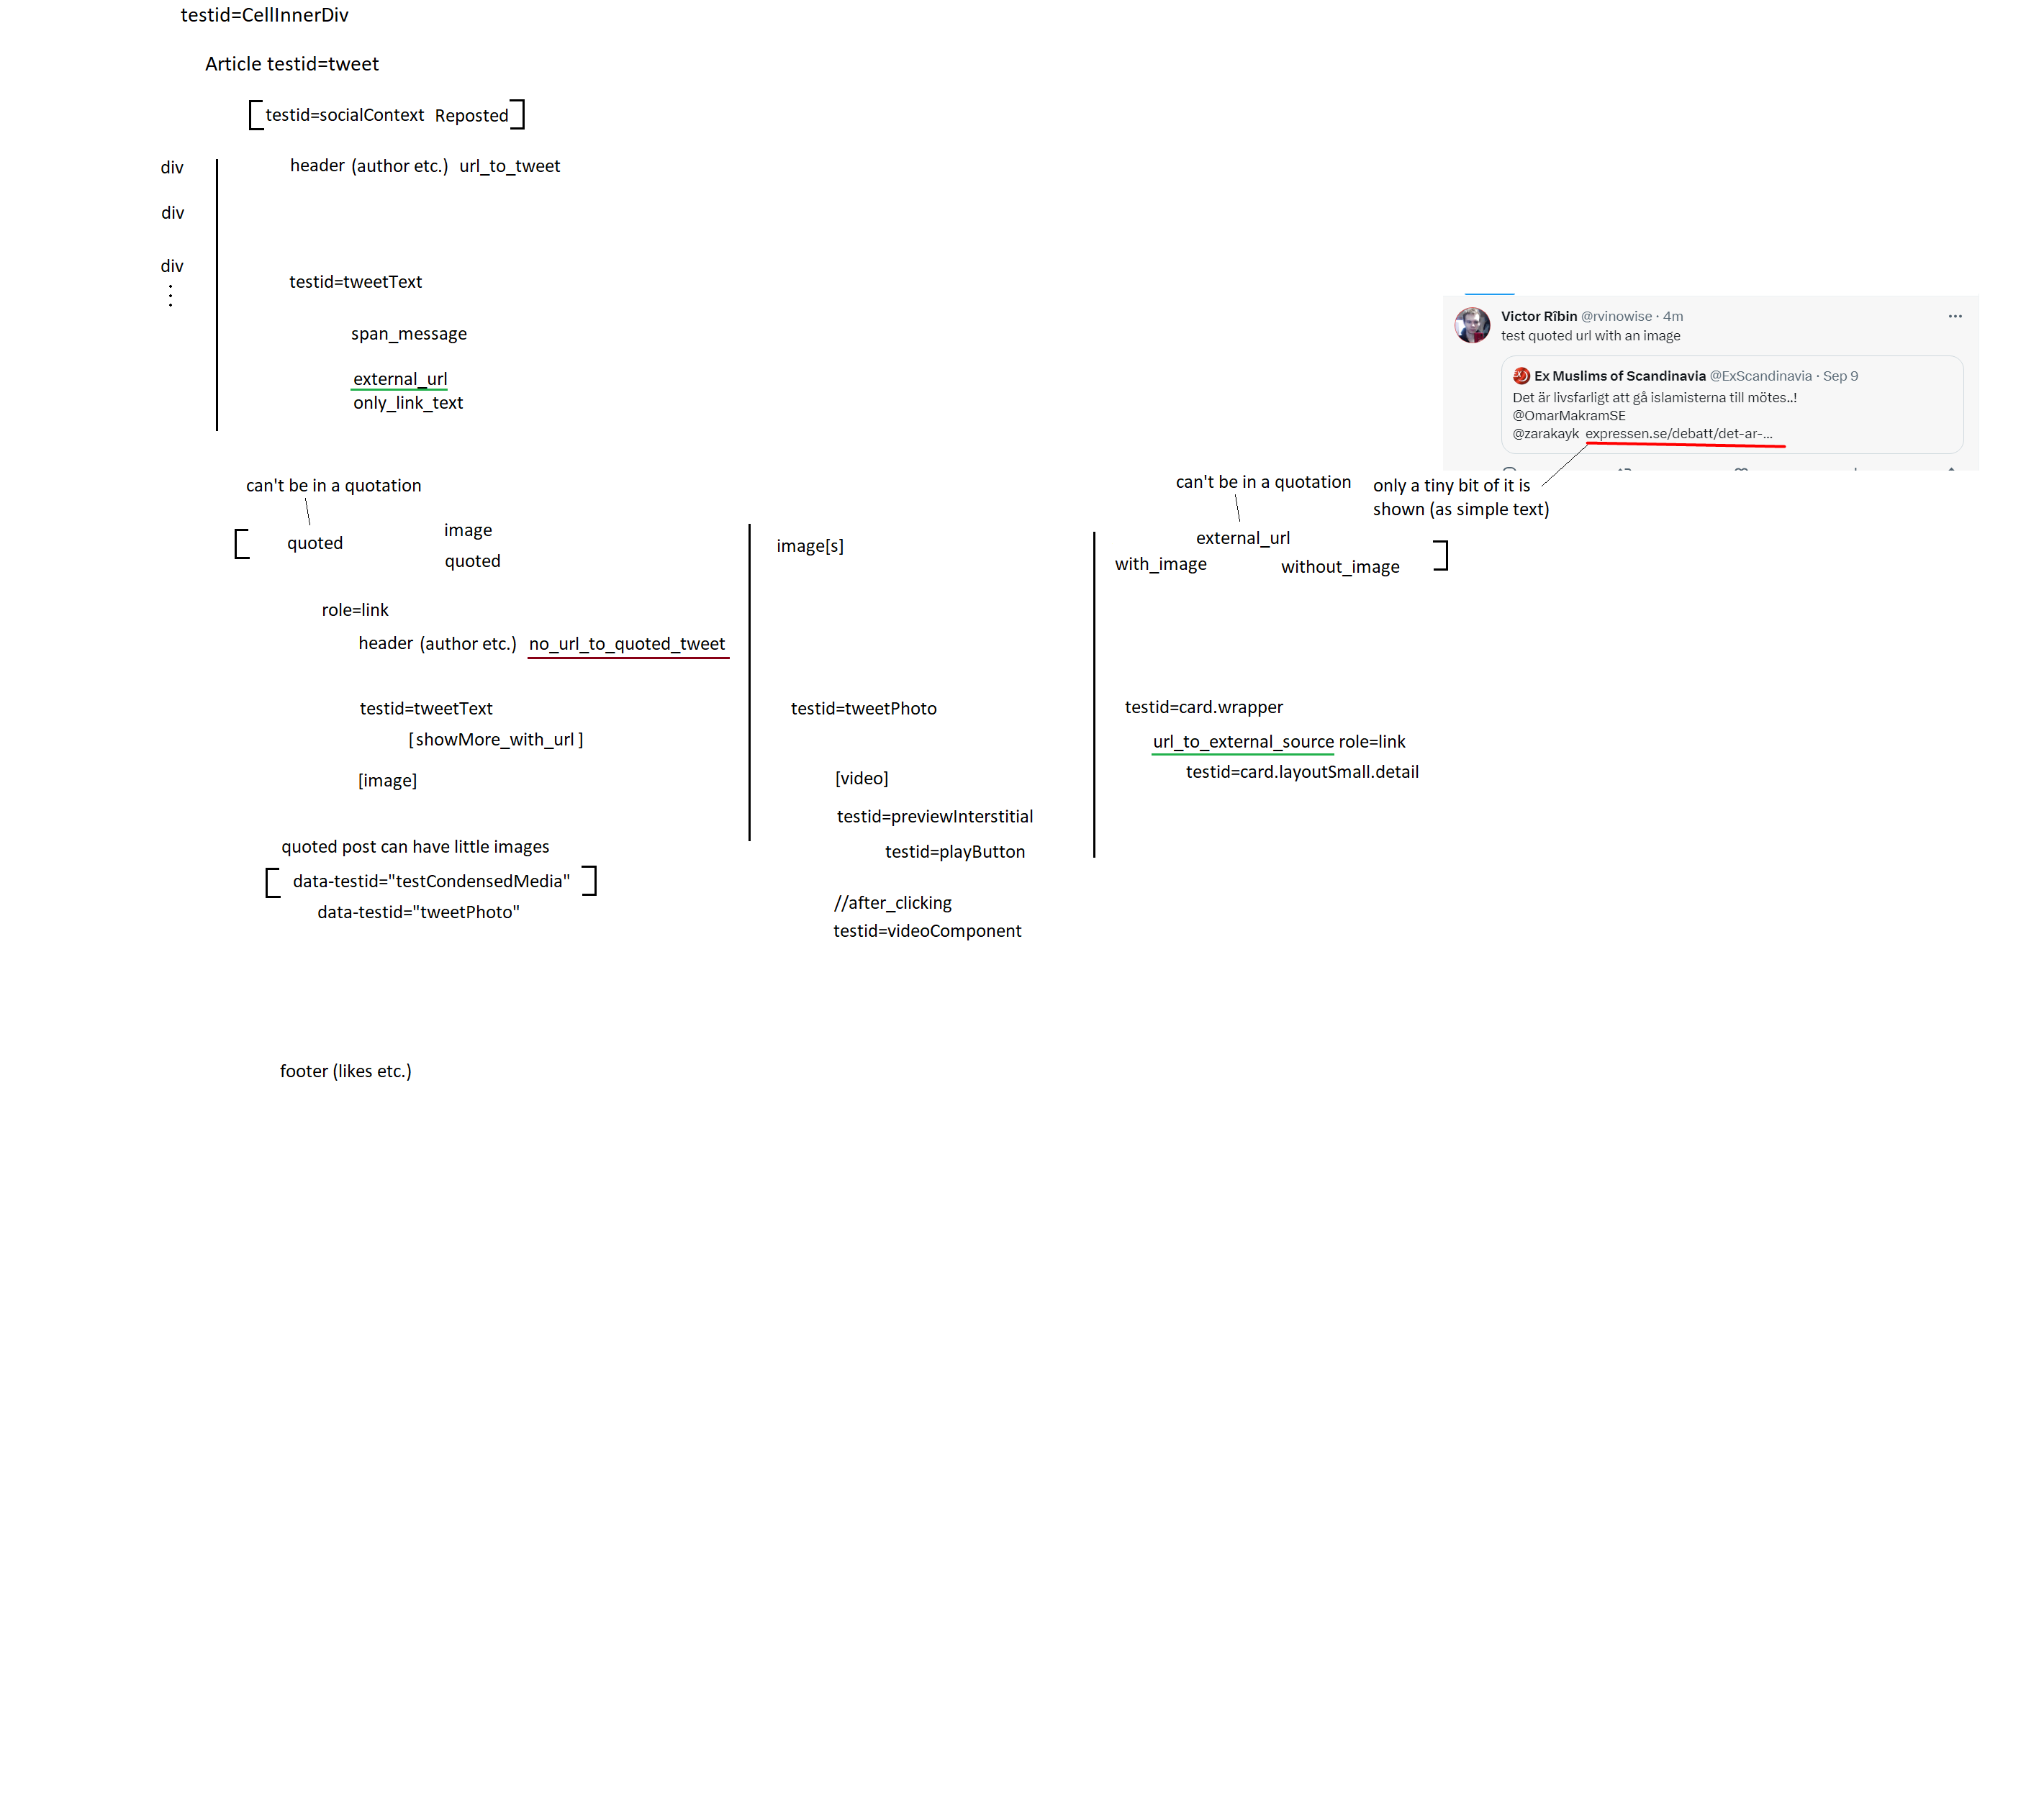 testid=CellInnerDiv
Article testid=tweet
[testid=socialContext Reposted]
div
header (author etc.) url_to_tweet
div
div
testid=tweetText
span_message
external_url
only_link_text
Victor Rîbin @rvinowise · 4m
test quoted url with an image
Ex Muslims of Scandinavia @ExScandinavia · Sep 9
Det är livsfarligt att gå islamisterna till mötes..!
@OmarMakramSE
@zarakayk expressen.se/debatt/det-ar-...
only a tiny bit of it is
shown (as simple text)
can't be in a quotation
[ quoted
image
quoted
image[s]
can't be in a quotation
external_url
with_image without_image ]
role=link
header (author etc.) no_url_to_quoted_tweet
testid=tweetText
[showMore_with_url]
[image]
quoted post can have little images
[ data-testid="testCondensedMedia" ]
data-testid="tweetPhoto"
testid=tweetPhoto
[video]
testid=previewInterstitial
testid=playButton
//after_clicking
testid=videoComponent
testid=card.wrapper
url_to_external_source role=link
testid=card.layoutSmall.detail
footer (likes etc.)